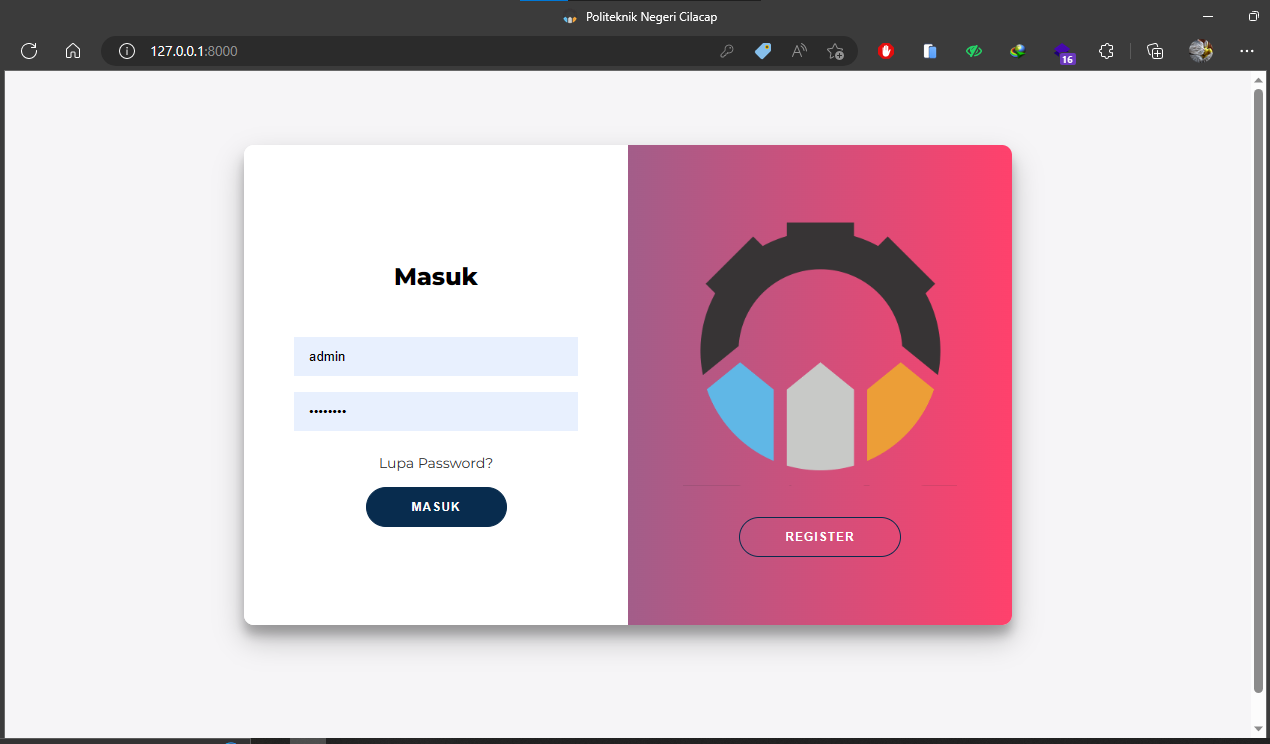 Politeknik Negeri Cilacap
127.0.0.1:8000
16
Masuk
admin
••••••••
Lupa Password?
MASUK
REGISTER